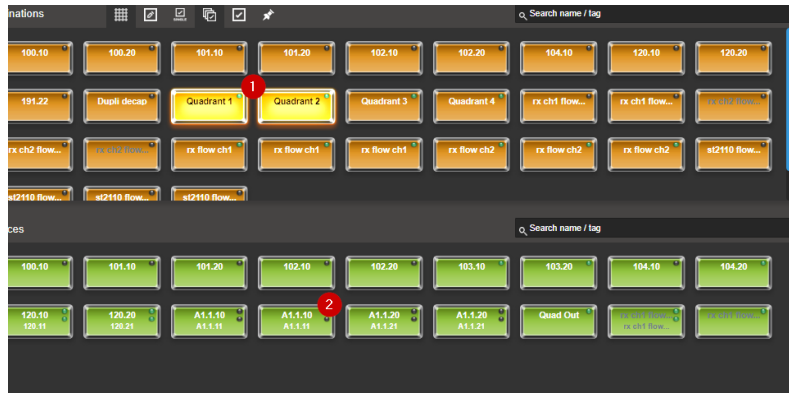 nations
Search name / tag
100.10
100.20
101.10
101.20
102.10
102.20
104.10
120.10
120.20
1
191.22
Dupli decap
Quadrant 1
Quadrant 2
Quadrant 3
Quadrant 4
rx ch1 flow...
rx ch1 flow...
rx ch2 flow...
rx ch2 flow...
rx ch2 flow...
rx flow ch1
rx flow ch1
rx flow ch1
rx flow ch2
rx flow ch2
rx flow ch2
st2110 flow...
st2110 flow...
st2110 flow...
st2110 flow...
ces
Search name / tag
100.10
101.10
101.20
102.10
102.20
103.10
103.20
104.10
104.20
2
120.10
120.11
120.20
120.21
A1.1.10
A1.1.11
A1.1.10
A1.1.11
A1.1.20
A1.1.21
A1.1.20
A1.1.21
Quad Out
rx ch1 flow...
rx ch1 flow...
rx ch1 flow...